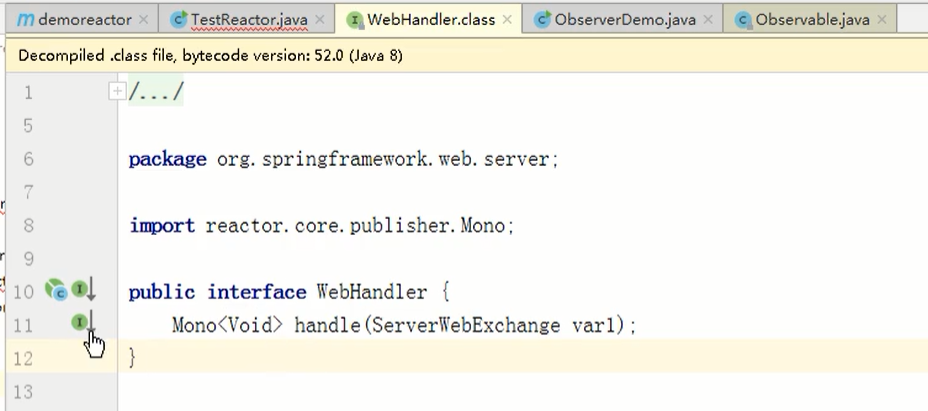 demoreactor TestReactor.java WebHandler.class ObserverDemo.java Observable.java
Decompiled .class file, bytecode version: 52.0 (Java 8)
1 /.../
5
6 package org.springframework.web.server;
7
8 import reactor.core.publisher.Mono;
9
10 public interface WebHandler {
11 Mono<Void> handle(ServerWebExchange var1);
12 }
13